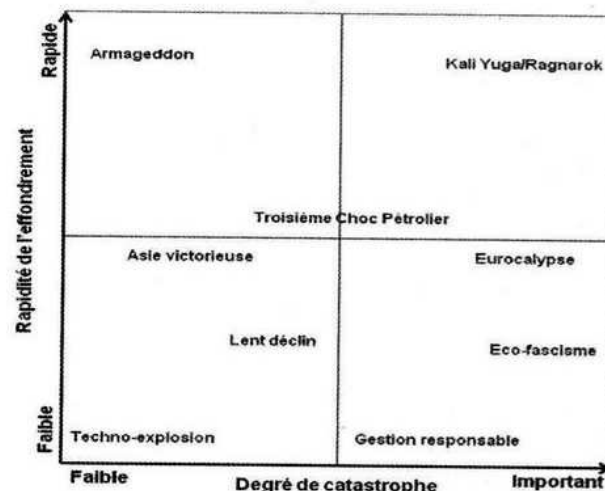 Rapide
Armageddon
Kali Yuga/Ragnarok
Rapidité de l'effondrement
Troisième Choc Pétrolier
Asie victorieuse
Eurocalypse
Lent déclin
Eco-fascisme
Faible
Techno-explosion
Gestion responsable
Faible
Degré de catastrophe
Important